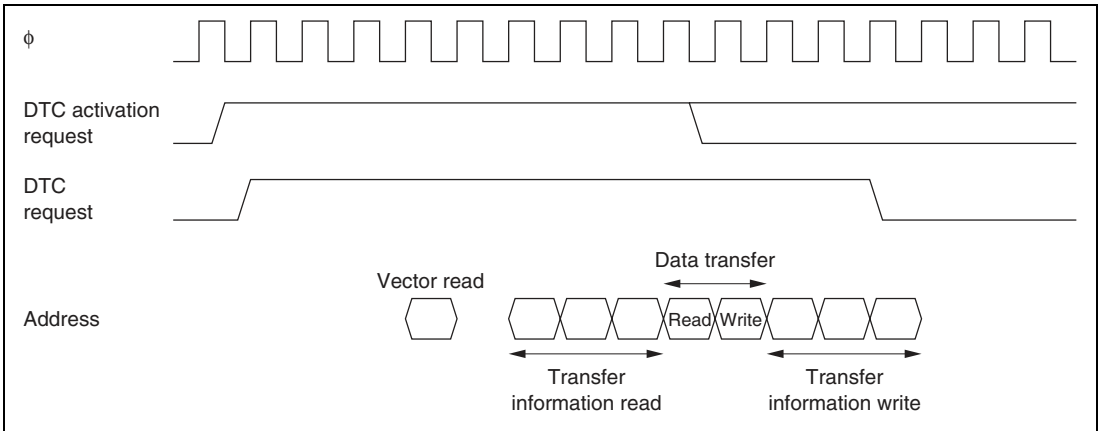 ϕ
DTC activation
request
DTC
request
Data transfer
Vector read
Address
Read Write
Transfer
information read
Transfer
information write